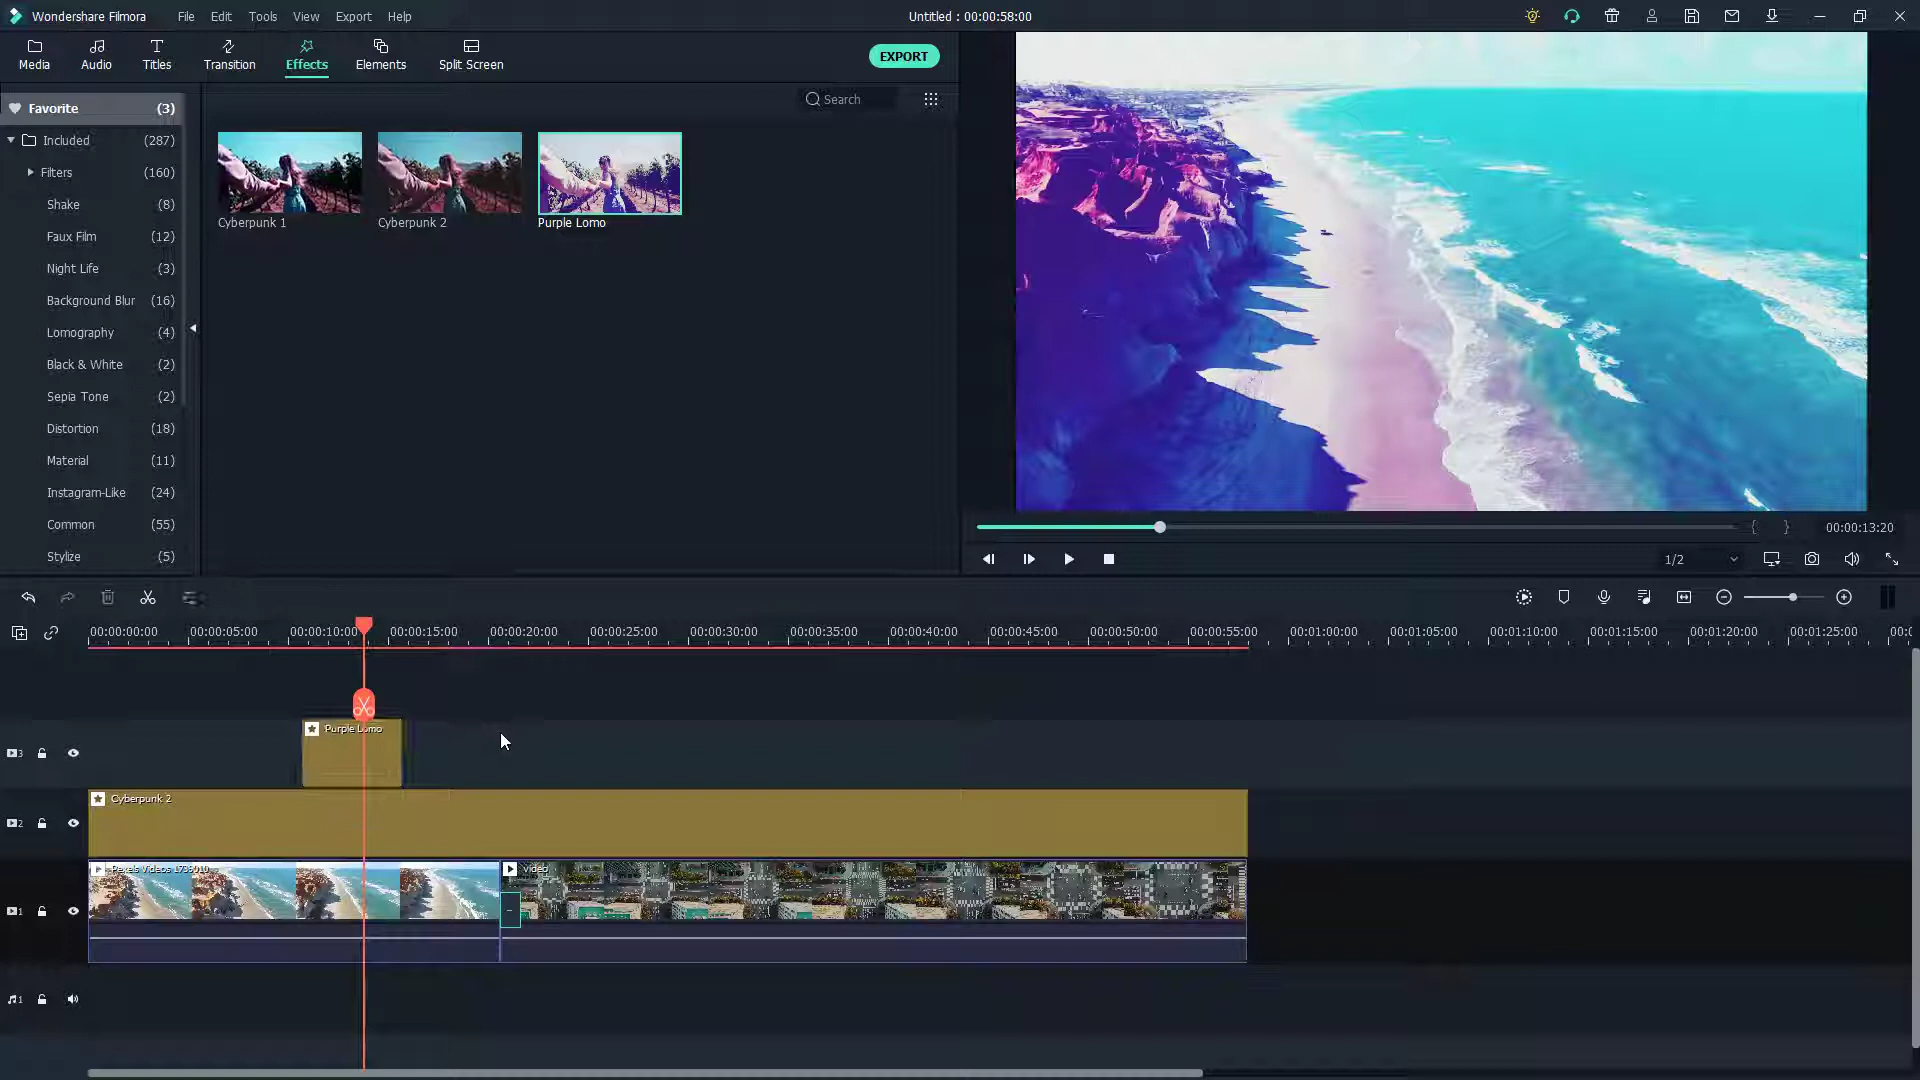 Wondershare Filmora
File Edit Tools View Export Help
Untitled : 00:00:58:00
Media Audio Titles Transition Effects Elements Split Screen
EXPORT
Favorite (3)
Search
Included (287)
Filters (160)
Shake (8)
Faux Film (12)
Night Life (3)
Background Blur (16)
Lomography (4)
Black & White (2)
Sepia Tone (2)
Distortion (18)
Material (11)
Instagram-Like (24)
Common (55)
Stylize (5)
Cyberpunk 1 Cyberpunk 2 Purple Lomo
{ } 00:00:13:20
1/2
00:00:00:00 00:00:05:00 00:00:10:00 00:00:15:00 00:00:20:00 00:00:25:00 00:00:30:00 00:00:35:00 00:00:40:00 00:00:45:00 00:00:50:00 00:00:55:00 00:01:00:00 00:01:05:00 00:01:10:00 00:01:15:00 00:01:20:00 00:01:25:00
3
Purple Lomo
2
Cyberpunk 2
1
Pexels Videos 1739010
video
1